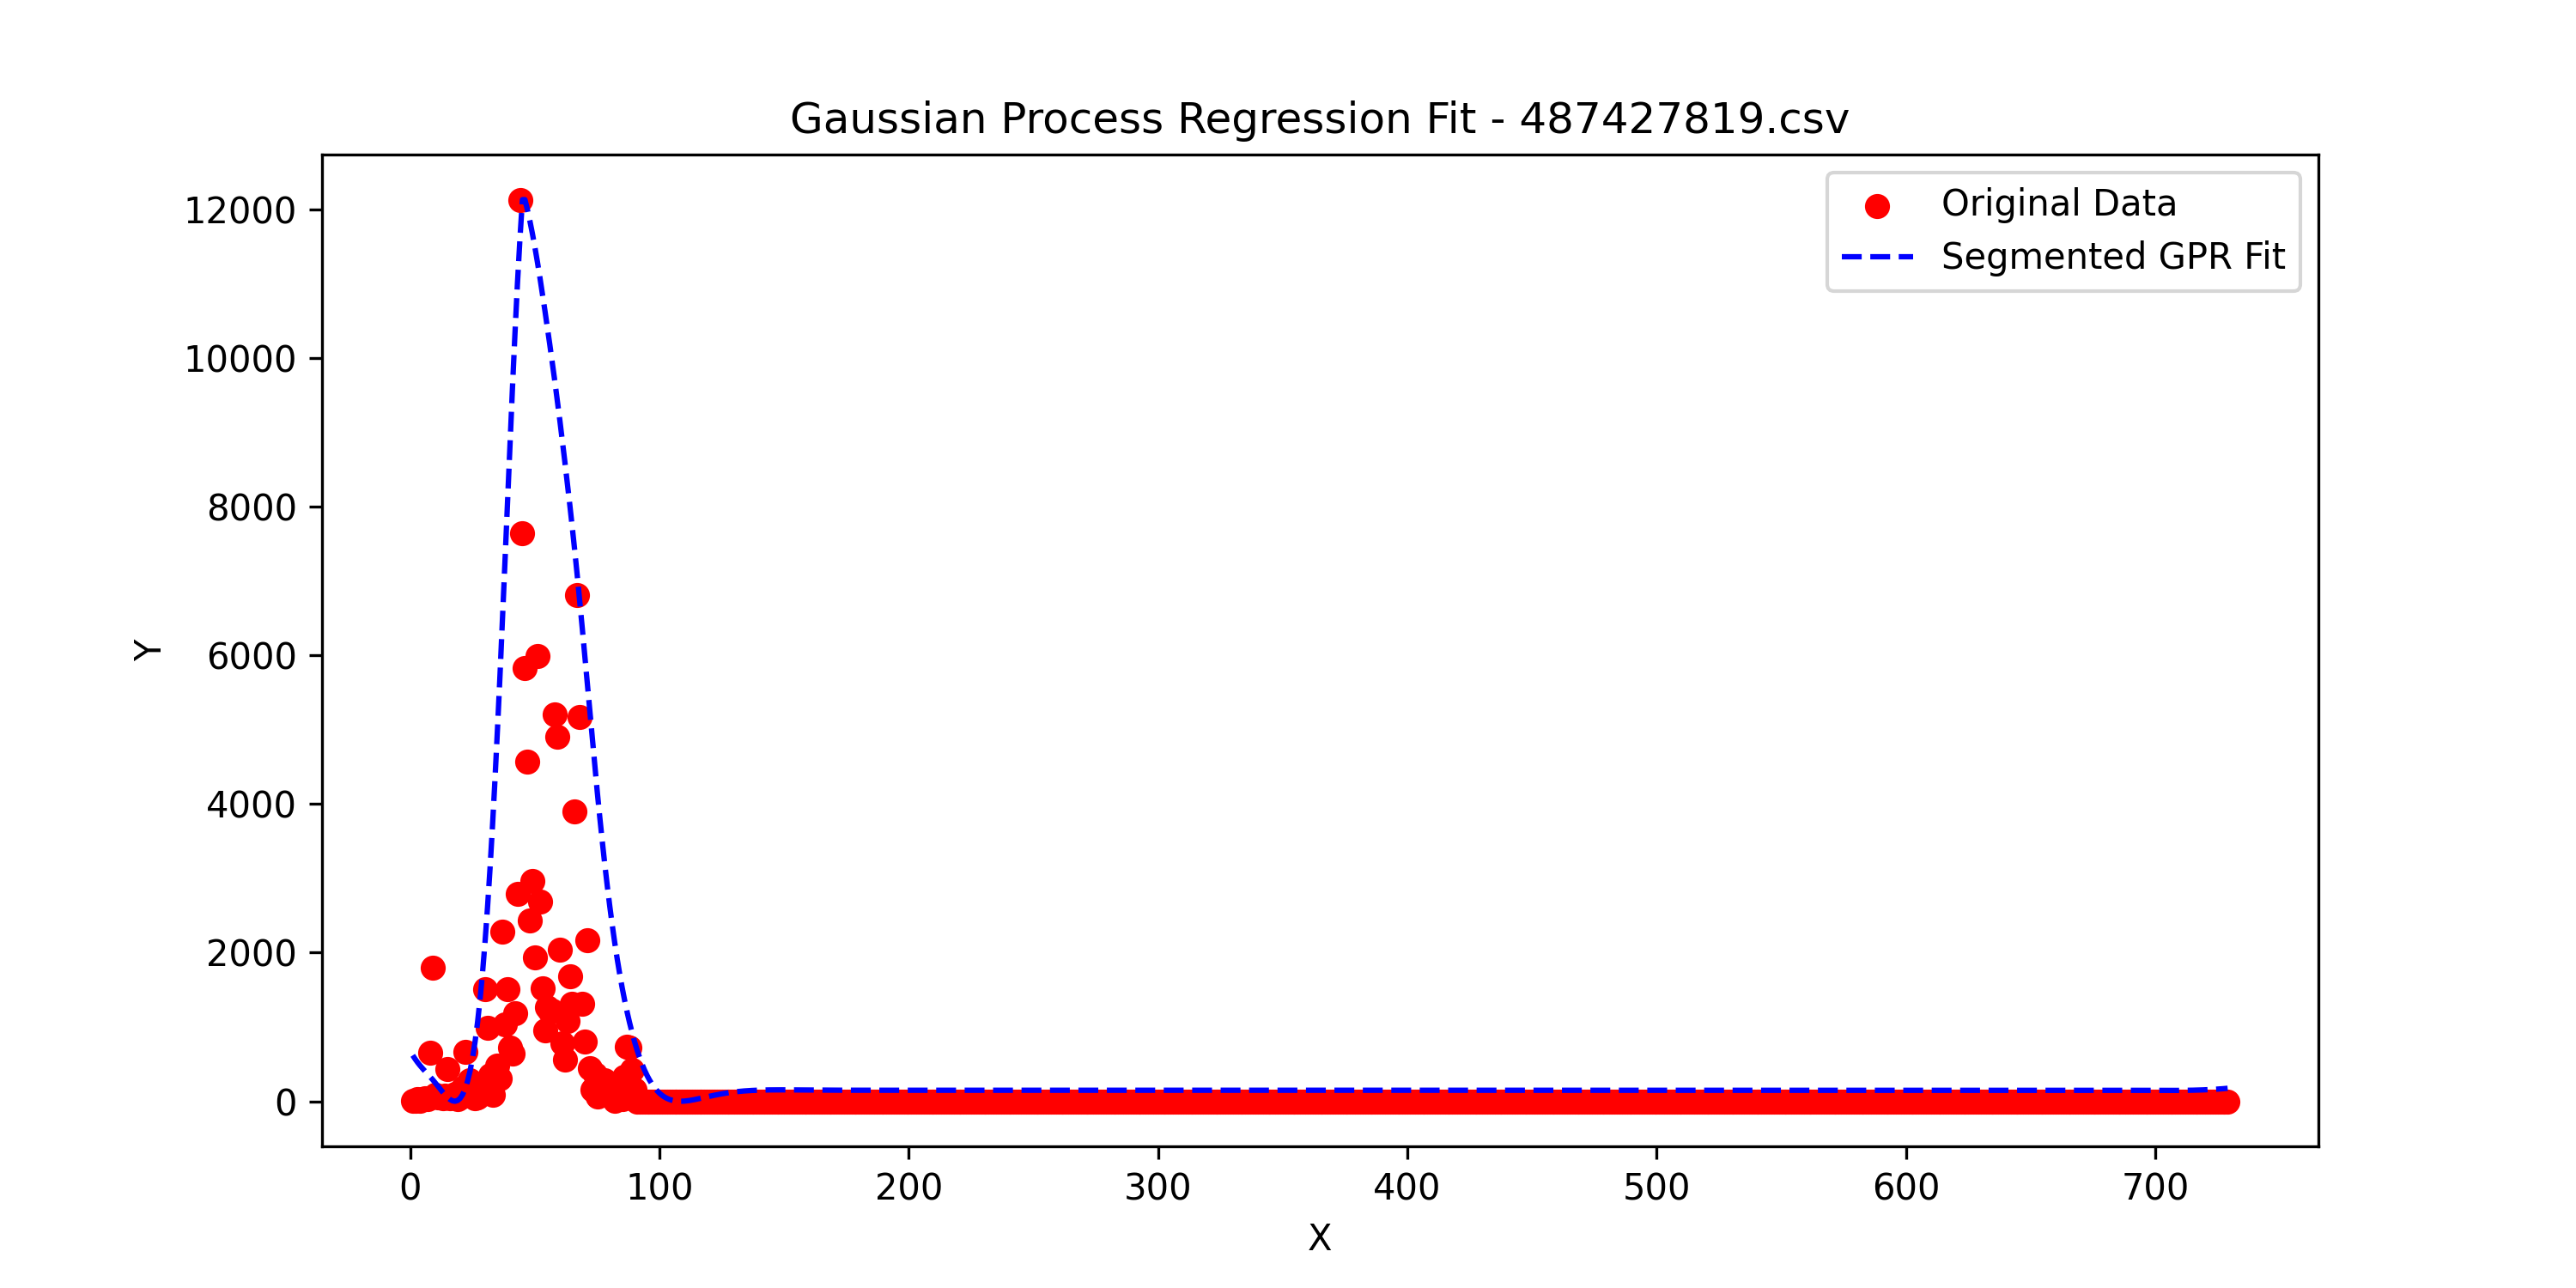 Gaussian Process Regression Fit - 487427819.csv
Original Data
Segmented GPR Fit
12000
10000
8000
6000
4000
2000
0
Y
0 100 200 300 400 500 600 700
X